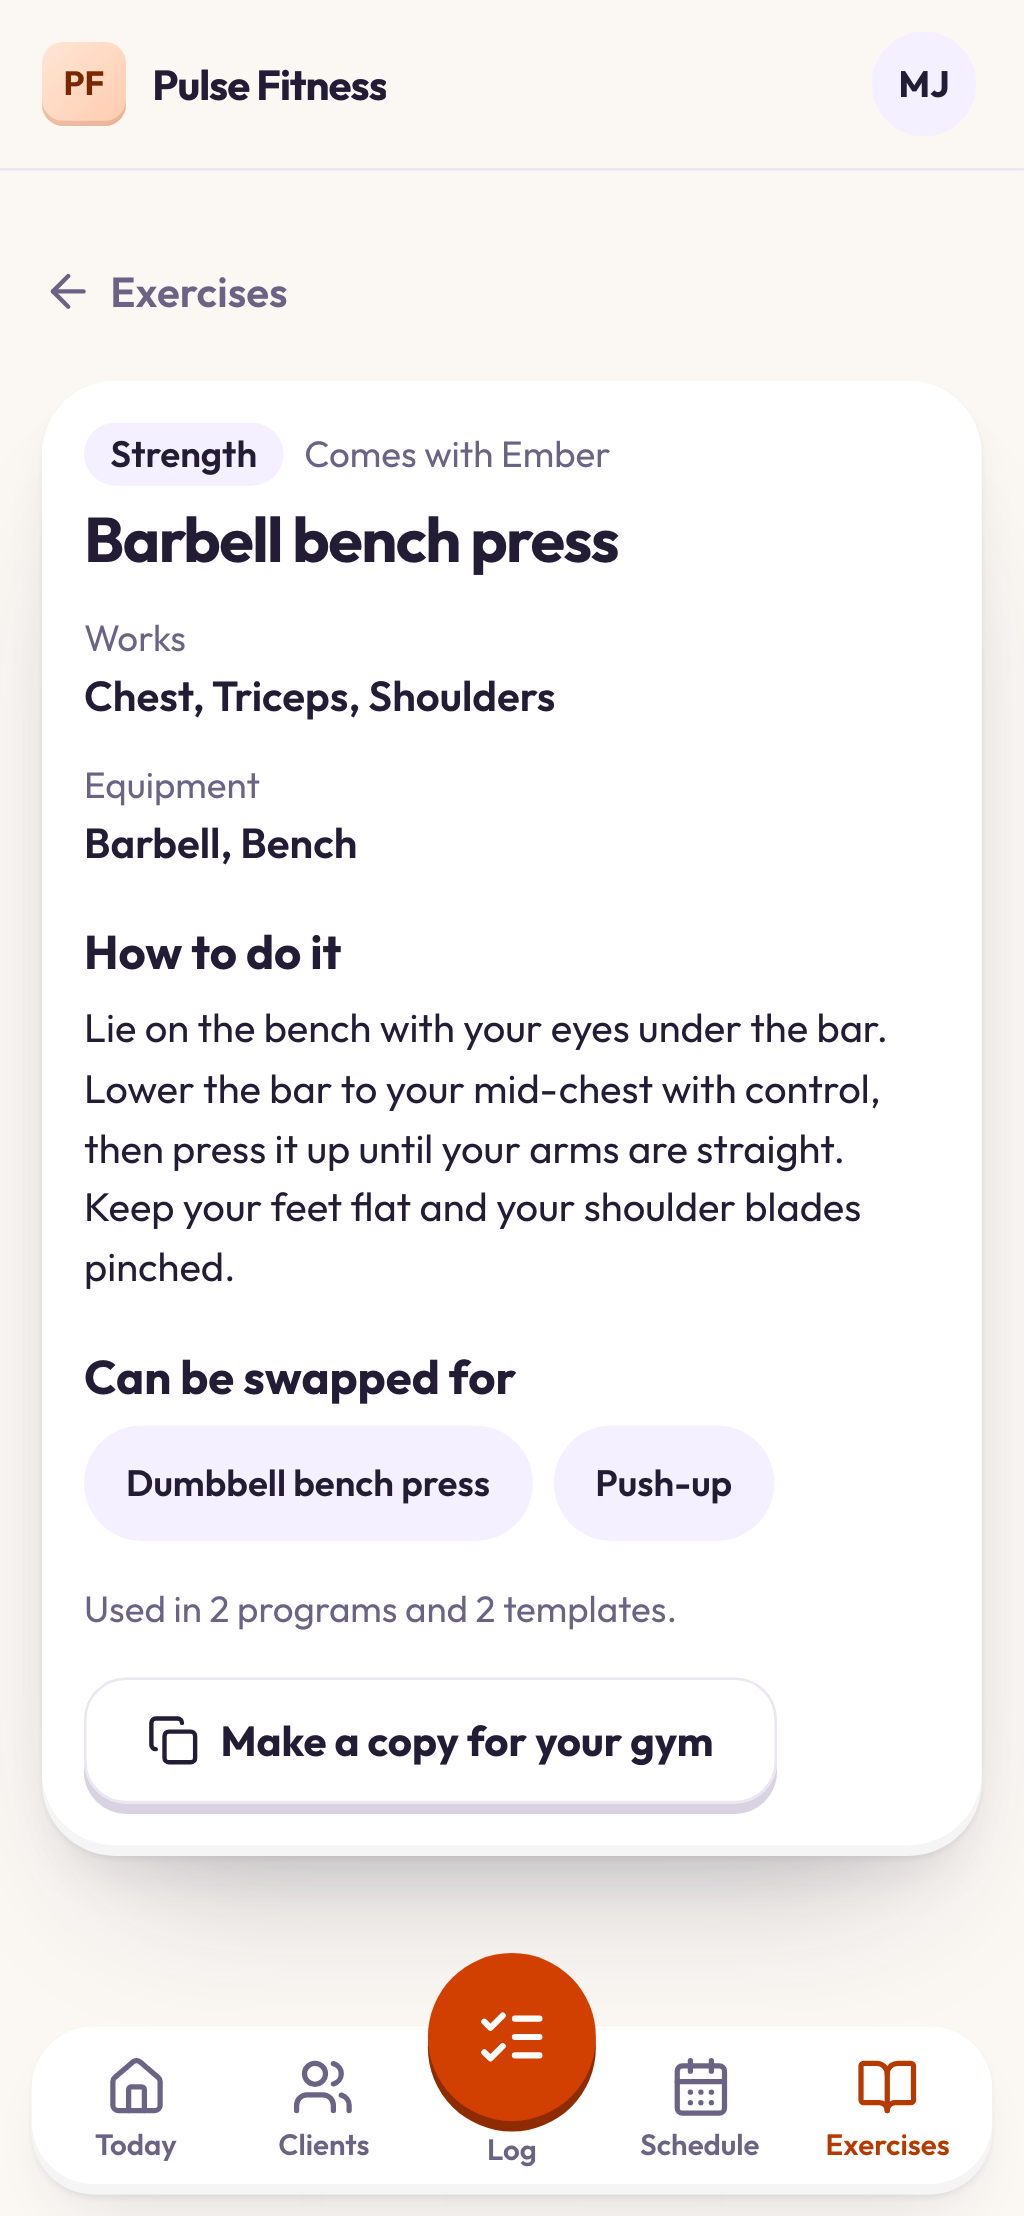 PF
Pulse Fitness
MJ
Exercises
Strength
Comes with Ember
Barbell bench press
Works
Chest, Triceps, Shoulders
Equipment
Barbell, Bench
How to do it
Lie on the bench with your eyes under the bar.
Lower the bar to your mid-chest with control,
then press it up until your arms are straight.
Keep your feet flat and your shoulder blades
pinched.
Can be swapped for
Dumbbell bench press
Push-up
Used in 2 programs and 2 templates.
Make a copy for your gym
Today
Clients
Log
Schedule
Exercises